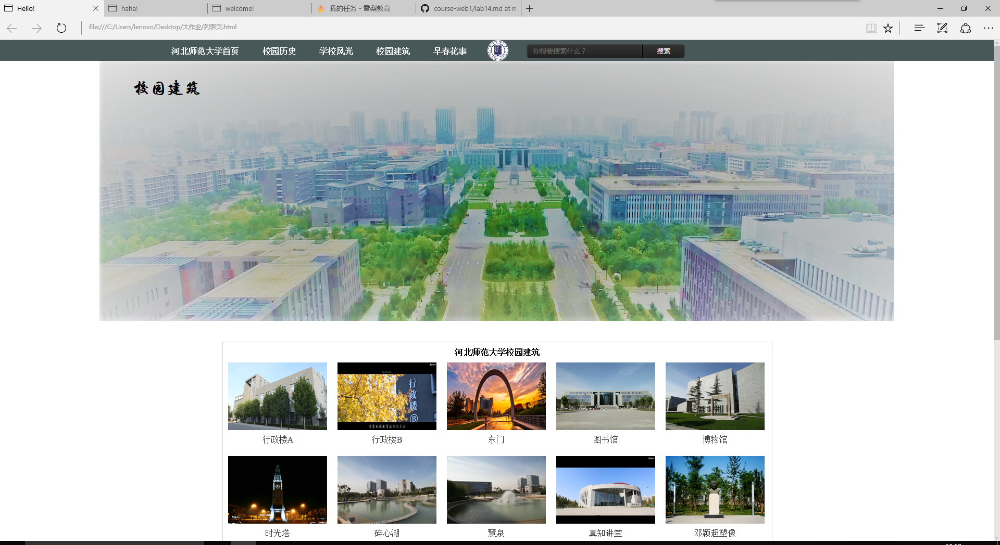 Hello!
haha!
welcome!
我的任务 - 雪梨教育
course-web1/lab14.md at m
file:///C:/Users/lenovo/Desktop/大作业/列表页.html
河北师范大学首页 校园历史 学校风光 校园建筑 早春花事 你想要搜索什么？ 搜索
校园建筑
河北师范大学校园建筑
行政楼B
行政楼A 行政楼B 东门 图书馆 博物馆
时光塔 碎心湖 慧泉 真知讲堂 邓颖超塑像